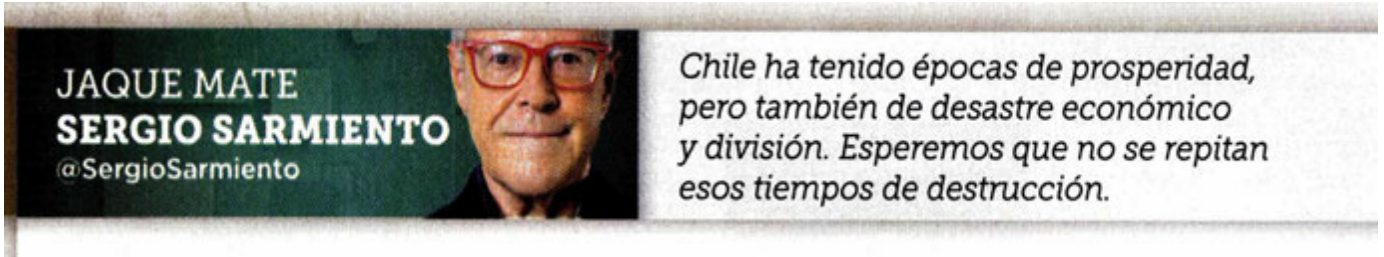 JAQUE MATE
SERGIO SARMIENTO
@SergioSarmiento
Chile ha tenido épocas de prosperidad,
pero también de desastre económico
y división. Esperemos que no se repitan
esos tiempos de destrucción.